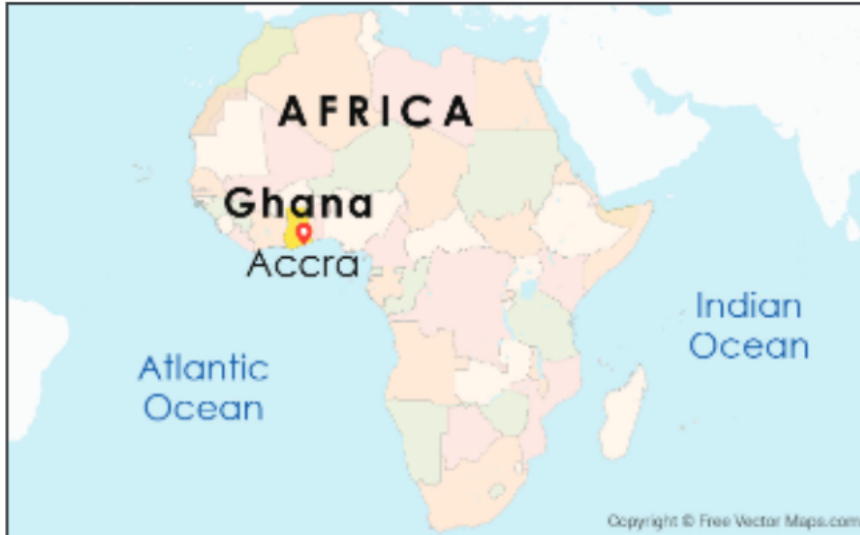 AFRICA
Ghana
Accra
Indian
Ocean
Atlantic
Ocean
Copyright © Free Vector Maps.com